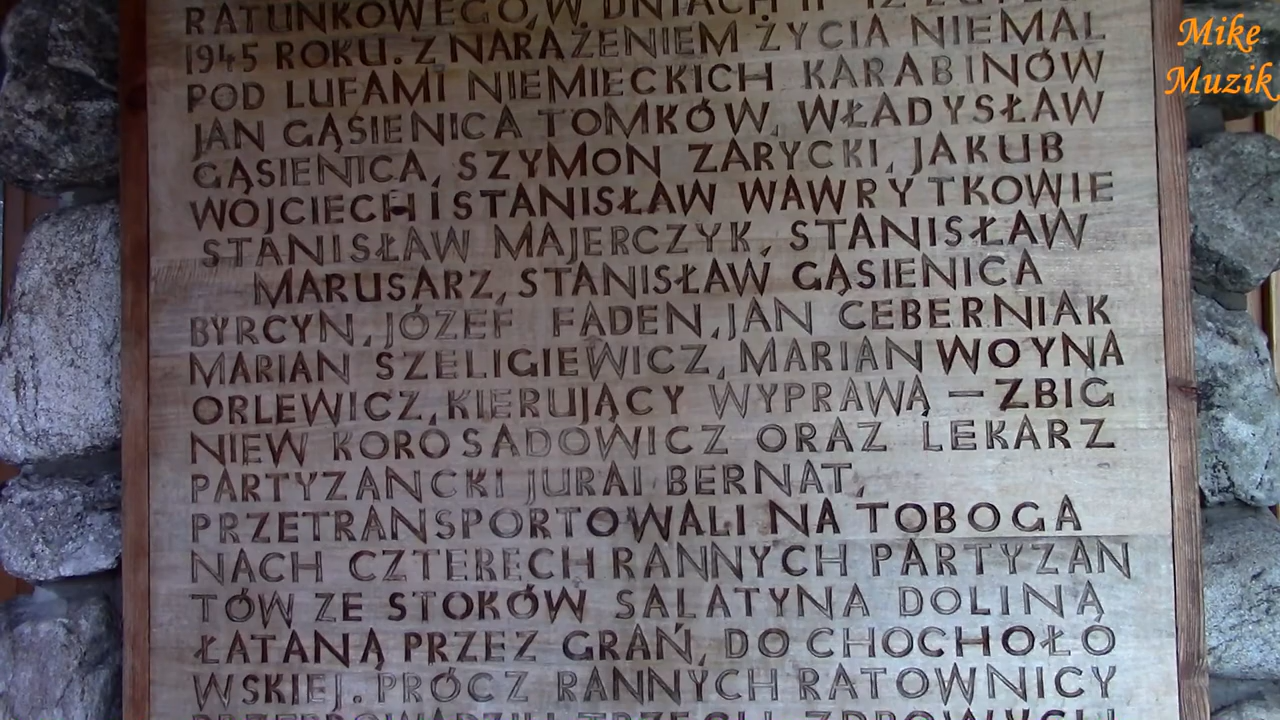 RATUNKOWEGO, W DNIACH 11-12 LUTEGO
1945 ROKU. Z NARAŻENIEM ŻYCIA NIEMAL
POD LUFAMI NIEMIECKICH KARABINÓW
JAN GĄSIENICA TOMKÓW, WŁADYSŁAW
GĄSIENICA, SZYMON ZARYCKI, JAKUB
WOJCIECH I STANISŁAW WAWRYTKOWIE
STANISŁAW MAJERCZYK, STANISŁAW
MARUSARZ, STANISŁAW GĄSIENICA
BYRCYN, JÓZEF FADEN, JAN CEBERNIAK
MARIAN SZELIGIEWICZ, MARIAN WOYNA
ORLEWICZ, KIERUJĄCY WYPRAWĄ – ZBIG
NIEW KOROSADOWICZ ORAZ LEKARZ
PARTYZANCKI JURAI BERNAT,
PRZETRANSPORTOWALI NA TOBOGA
NACH CZTERECH RANNYCH PARTYZAN
TÓW ZE STOKÓW SALATYNA DOLINĄ
ŁATANĄ PRZEZ GRAŃ, DO CHOCHOŁO
WSKIEJ. PRÓCZ RANNYCH RATOWNICY
PRZEPROWADZILI TRZECH ZDROWYCH
Mike
Muzik